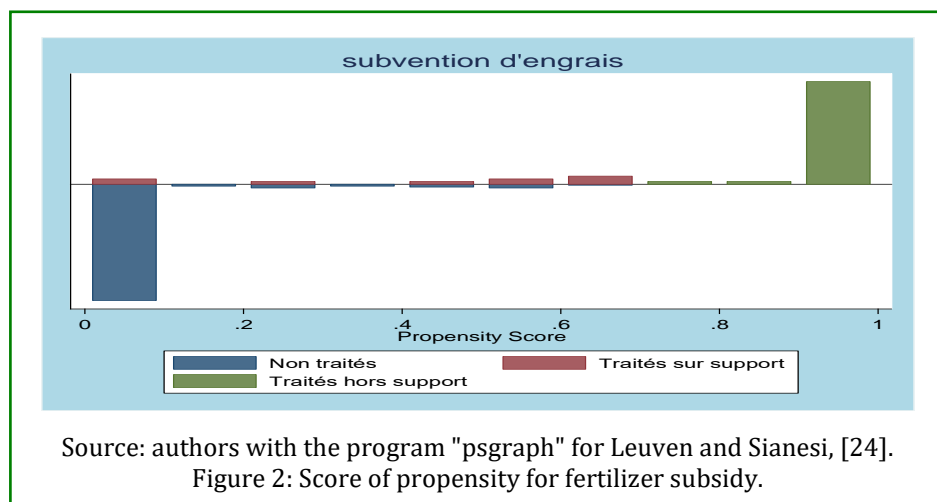 subvention d'engrais
0 .2 .4 .6 .8 1
Propensity Score
Non traités Traités sur support
Traités hors support
Source: authors with the program "psgraph" for Leuven and Sianesi, [24].
Figure 2: Score of propensity for fertilizer subsidy.